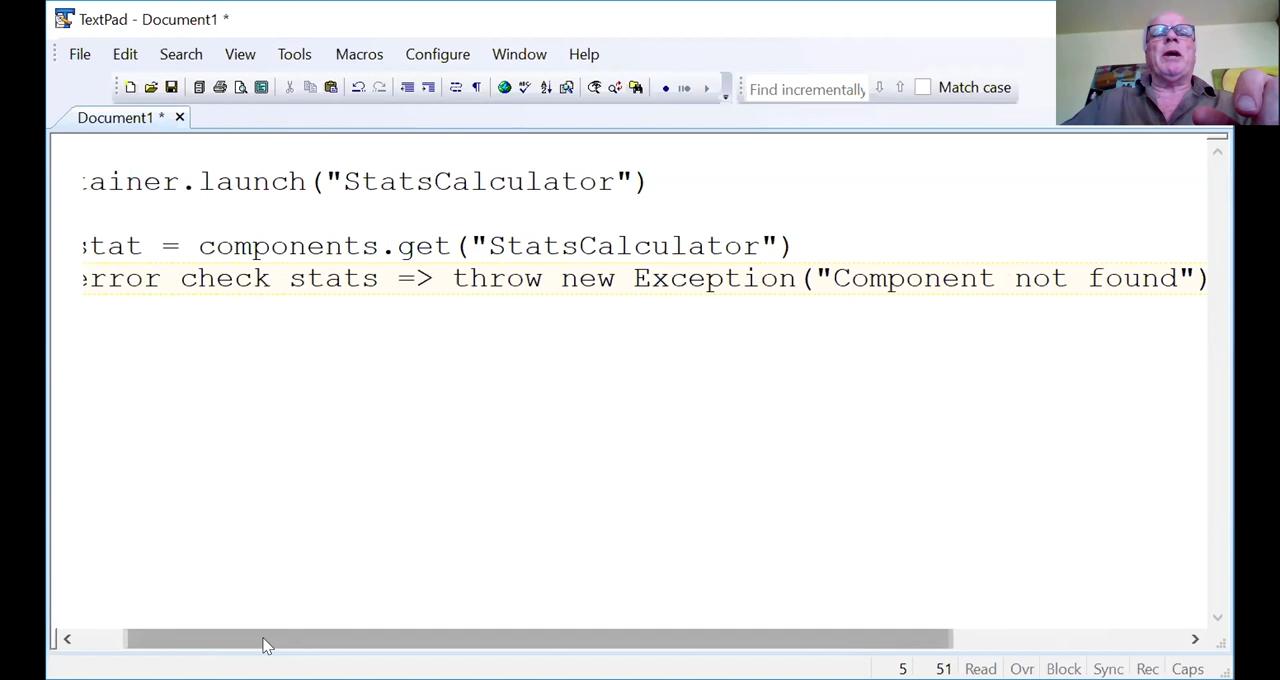 TextPad - Document1 *
File Edit Search View Tools Macros Configure Window Help
Find incrementally Match case
Document1 *
ainer.launch("StatsCalculator")
stat = components.get("StatsCalculator")
error check stats => throw new Exception("Component not found")
5 51 Read Ovr Block Sync Rec Caps